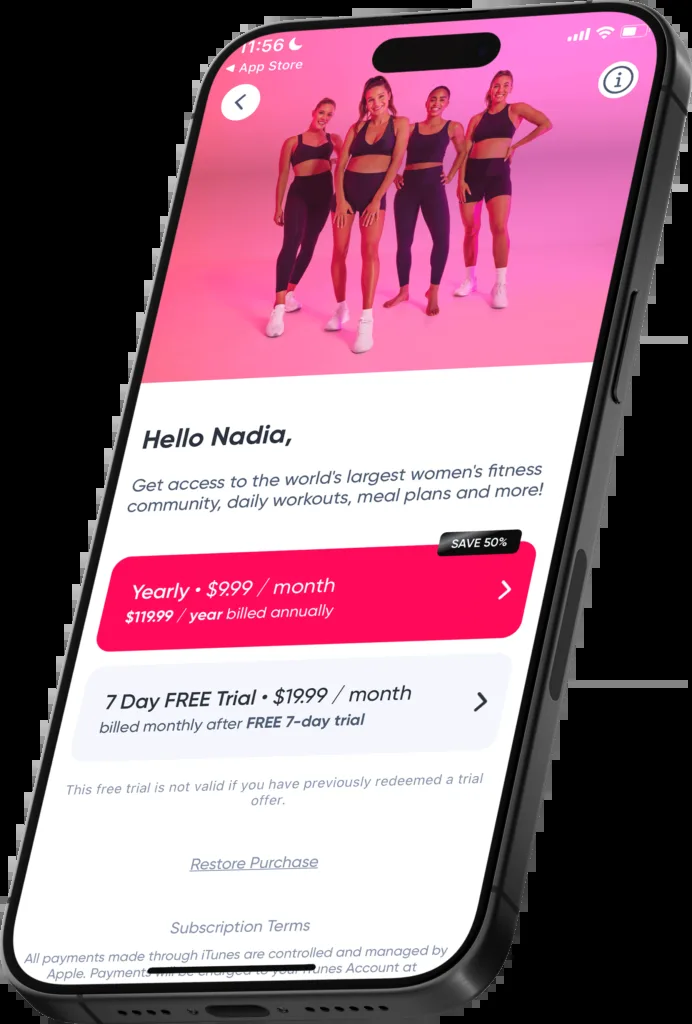 11:56
◀ App Store
i
Hello Nadia,
Get access to the world's largest women's fitness
community, daily workouts, meal plans and more!
SAVE 50%
Yearly • $9.99 / month
$119.99 / year billed annually
7 Day FREE Trial • $19.99 / month
billed monthly after FREE 7-day trial
This free trial is not valid if you have previously redeemed a trial
offer.
Restore Purchase
Subscription Terms
All payments made through iTunes are controlled and managed by
Apple. Payments will be charged to your iTunes Account at